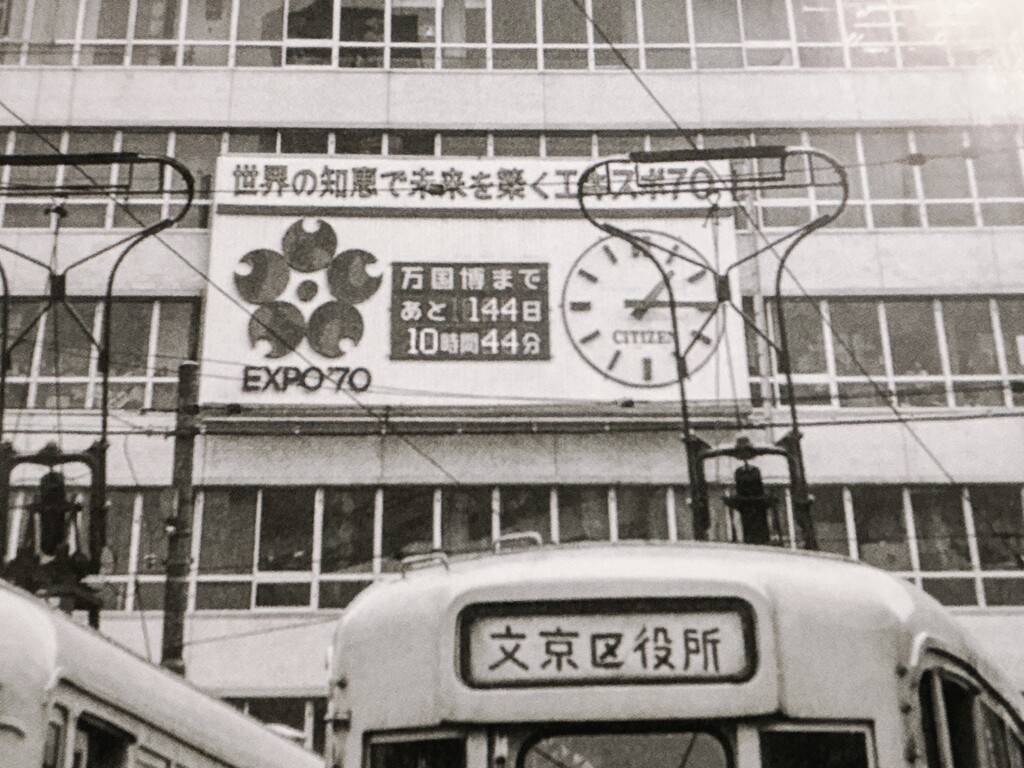 世界の知恵で未来を築くエキスポ70
万国博まで
あと144日
10時間44分
EXPO'70
CITIZEN
文京区役所